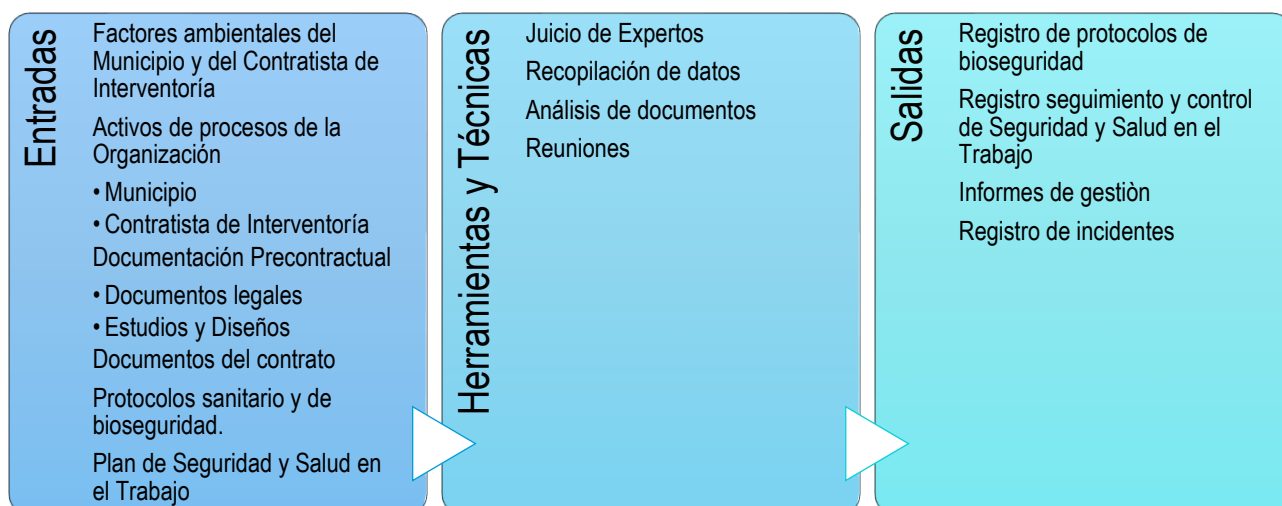 Entradas
Factores ambientales del
Municipio y del Contratista de
Interventoría
Activos de procesos de la
Organización
• Municipio
• Contratista de Interventoría
Documentación Precontractual
• Documentos legales
• Estudios y Diseños
Documentos del contrato
Protocolos sanitario y de
bioseguridad.
Plan de Seguridad y Salud en
el Trabajo
Herramientas y Técnicas
Juicio de Expertos
Recopilación de datos
Análisis de documentos
Reuniones
Salidas
Registro de protocolos de
bioseguridad
Registro seguimiento y control
de Seguridad y Salud en el
Trabajo
Informes de gestiòn
Registro de incidentes